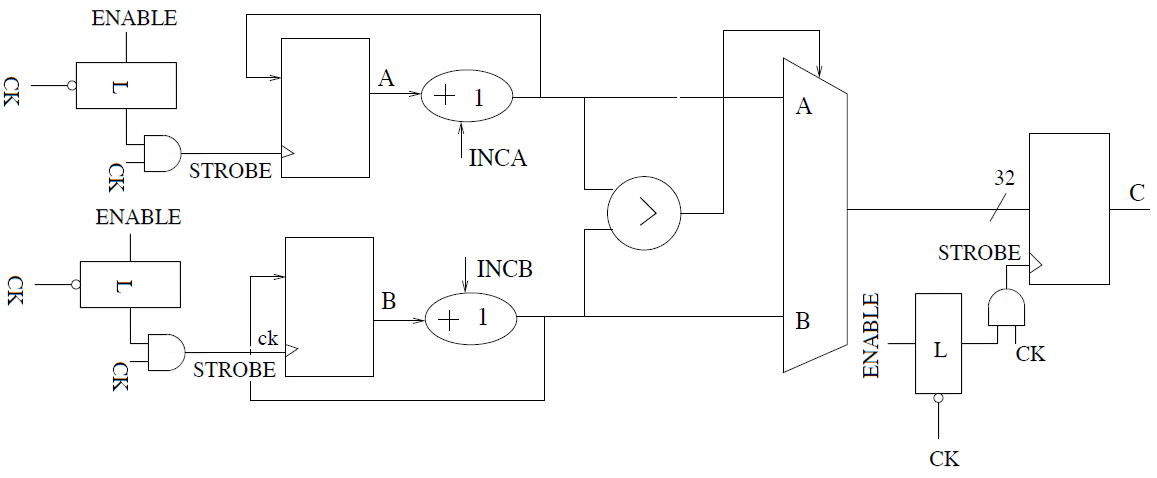 ENABLE
CK
L
CK
STROBE
A
+ 1
INCA
ENABLE
CK
L
CK
ck
STROBE
B
+ 1
INCB
>
A
B
32
C
STROBE
ENABLE
L
CK
CK